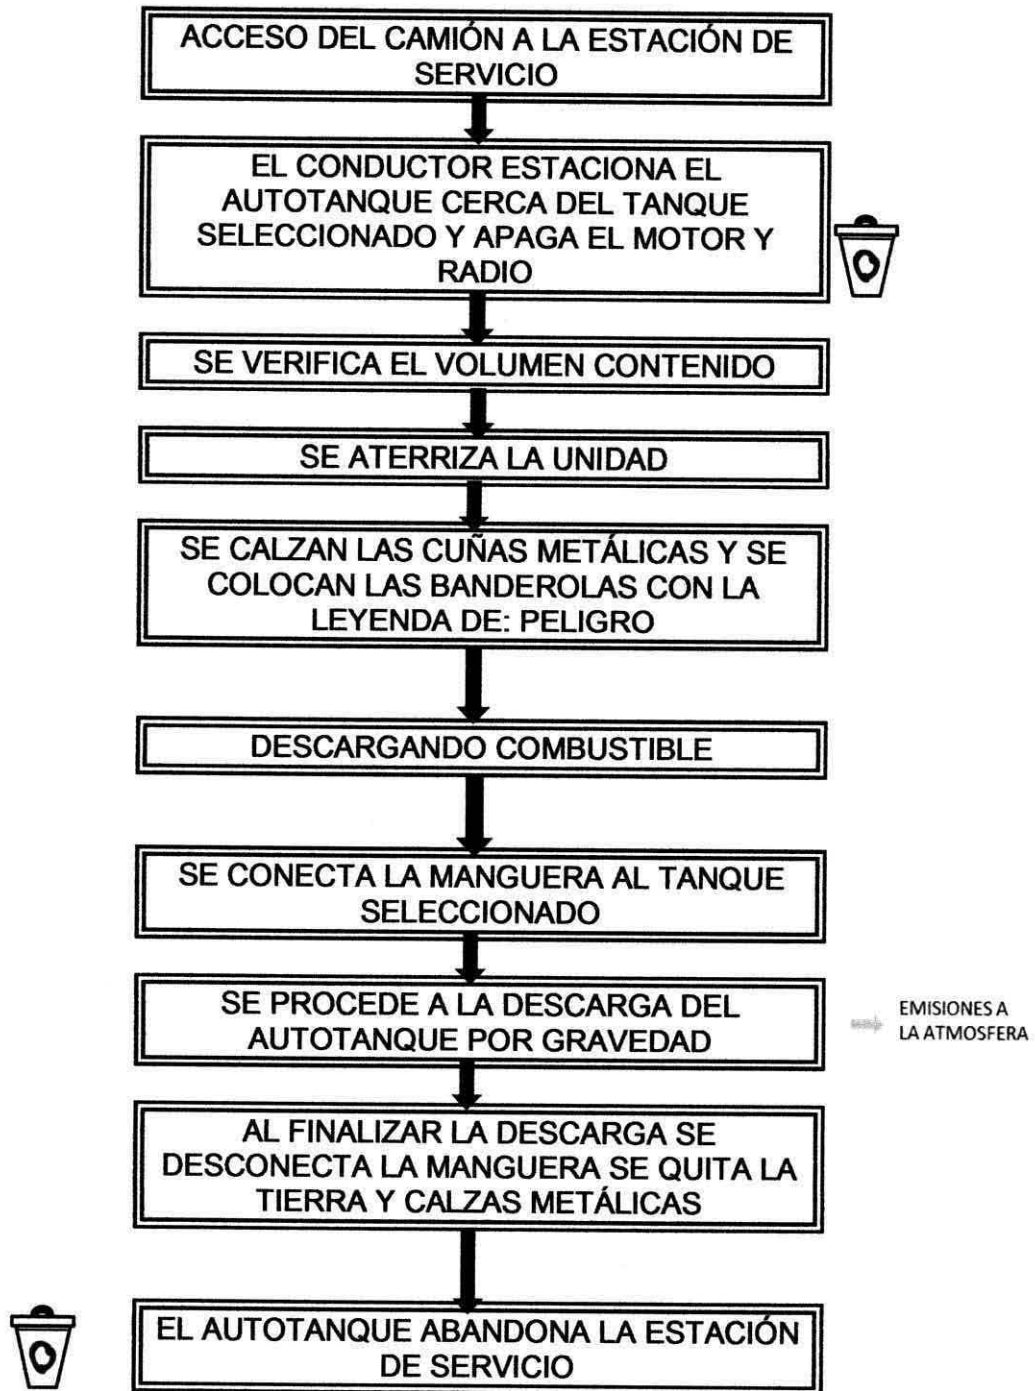 ACCESO DEL CAMIÓN A LA ESTACIÓN DE
SERVICIO
EL CONDUCTOR ESTACIONA EL
AUTOTANQUE CERCA DEL TANQUE
SELECCIONADO Y APAGA EL MOTOR Y
RADIO
SE VERIFICA EL VOLUMEN CONTENIDO
SE ATERRIZA LA UNIDAD
SE CALZAN LAS CUÑAS METÁLICAS Y SE
COLOCAN LAS BANDEROLAS CON LA
LEYENDA DE: PELIGRO
DESCARGANDO COMBUSTIBLE
SE CONECTA LA MANGUERA AL TANQUE
SELECCIONADO
SE PROCEDE A LA DESCARGA DEL
AUTOTANQUE POR GRAVEDAD
EMISIONES A
LA ATMOSFERA
AL FINALIZAR LA DESCARGA SE
DESCONECTA LA MANGUERA SE QUITA LA
TIERRA Y CALZAS METÁLICAS
EL AUTOTANQUE ABANDONA LA ESTACIÓN
DE SERVICIO